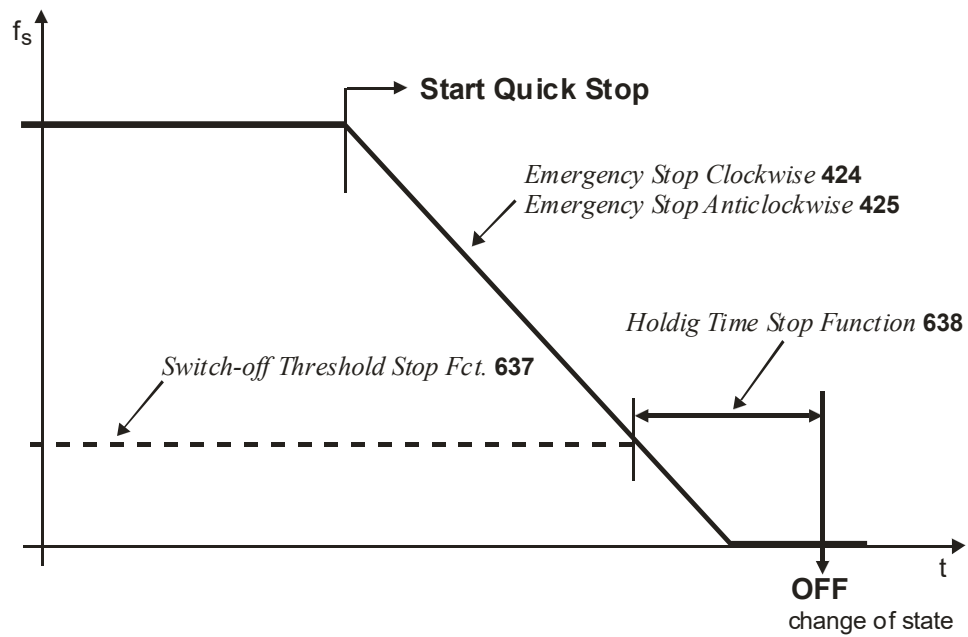 fs
Start Quick Stop
Emergency Stop Clockwise 424
Emergency Stop Anticlockwise 425
Holdig Time Stop Function 638
Switch-off Threshold Stop Fct. 637
t
OFF
change of state